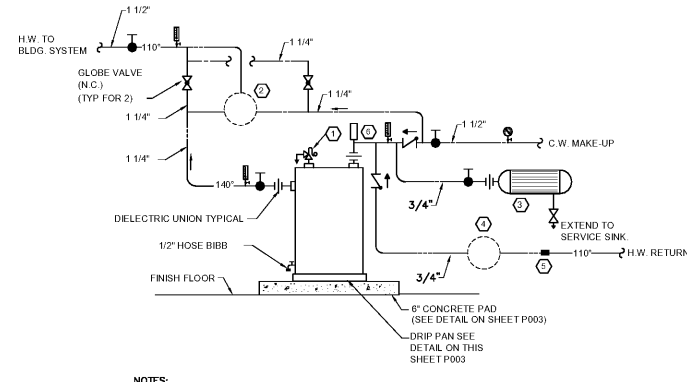 1 1/2"
H.W. TO
BLDG. SYSTEM
110°
1 1/4"
GLOBE VALVE
(N.C.)
(TYP FOR 2)
2
1 1/4"
1 1/4"
1 1/2"
C.W. MAKE-UP
1
6
1 1/4"
140°
3/4"
3
DIELECTRIC UNION TYPICAL
4
EXTEND TO
SERVICE SINK.
1/2" HOSE BIBB
110°
H.W. RETURN
5
3/4"
FINISH FLOOR
6" CONCRETE PAD
(SEE DETAIL ON SHEET P003)
DRIP PAN SEE
DETAIL ON THIS
SHEET P003
NOTES: